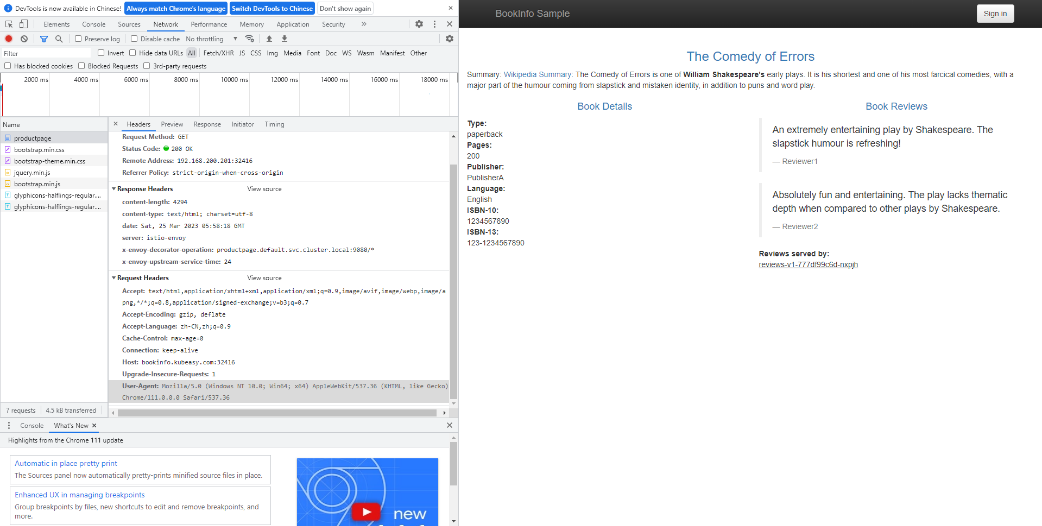 DevTools is now available in Chinese! Always match Chrome's language Switch DevTools to Chinese Don't show again
Elements Console Sources Network Performance Memory Application Security
Preserve log Disable cache No throttling
Filter Invert Hide data URLs All Fetch/XHR JS CSS Img Media Font Doc WS Wasm Manifest Other
Has blocked cookies Blocked Requests 3rd-party requests
2000 ms 4000 ms 6000 ms 8000 ms 10000 ms 12000 ms 14000 ms 16000 ms 18000 ms
Name
productpage
bootstrap.min.css
bootstrap-theme.min.css
jquery.min.js
bootstrap.min.js
glyphicons-halflings-regular....
glyphicons-halflings-regular....
7 requests 4.5 kB transferred
Headers Preview Response Initiator Timing
Request Method: GET
Status Code: 200 OK
Remote Address: 192.168.200.201:32416
Referrer Policy: strict-origin-when-cross-origin
Response Headers View source
content-length: 4294
content-type: text/html; charset=utf-8
date: Sat, 25 Mar 2023 05:58:18 GMT
server: istio-envoy
x-envoy-decorator-operation: productpage.default.svc.cluster.local:9080/*
x-envoy-upstream-service-time: 24
Request Headers View source
Accept: text/html,application/xhtml+xml,application/xml;q=0.9,image/avif,image/webp,image/a
png,*/*;q=0.8,application/signed-exchange;v=b3;q=0.7
Accept-Encoding: gzip, deflate
Accept-Language: zh-CN,zh;q=0.9
Cache-Control: max-age=0
Connection: keep-alive
Host: bookinfo.kubeasy.com:32416
Upgrade-Insecure-Requests: 1
User-Agent: Mozilla/5.0 (Windows NT 10.0; Win64; x64) AppleWebKit/537.36 (KHTML, like Gecko)
Chrome/111.0.0.0 Safari/537.36
Console What's New
Highlights from the Chrome 111 update
Automatic in place pretty print
The Sources panel now automatically pretty-prints minified source files in place.
Enhanced UX in managing breakpoints
Group breakpoints by files, new shortcuts to edit and remove breakpoints, and
more.
new
BookInfo Sample
Sign in
The Comedy of Errors
Summary: Wikipedia Summary: The Comedy of Errors is one of William Shakespeare's early plays. It is his shortest and one of his most farcical comedies, with a
major part of the humour coming from slapstick and mistaken identity, in addition to puns and word play.
Book Details
Type:
paperback
Pages:
200
Publisher:
PublisherA
Language:
English
ISBN-10:
1234567890
ISBN-13:
123-1234567890
Book Reviews
An extremely entertaining play by Shakespeare. The
slapstick humour is refreshing!
— Reviewer1
Absolutely fun and entertaining. The play lacks thematic
depth when compared to other plays by Shakespeare.
— Reviewer2
Reviews served by:
reviews-v1-777df99c6d-nxpjh